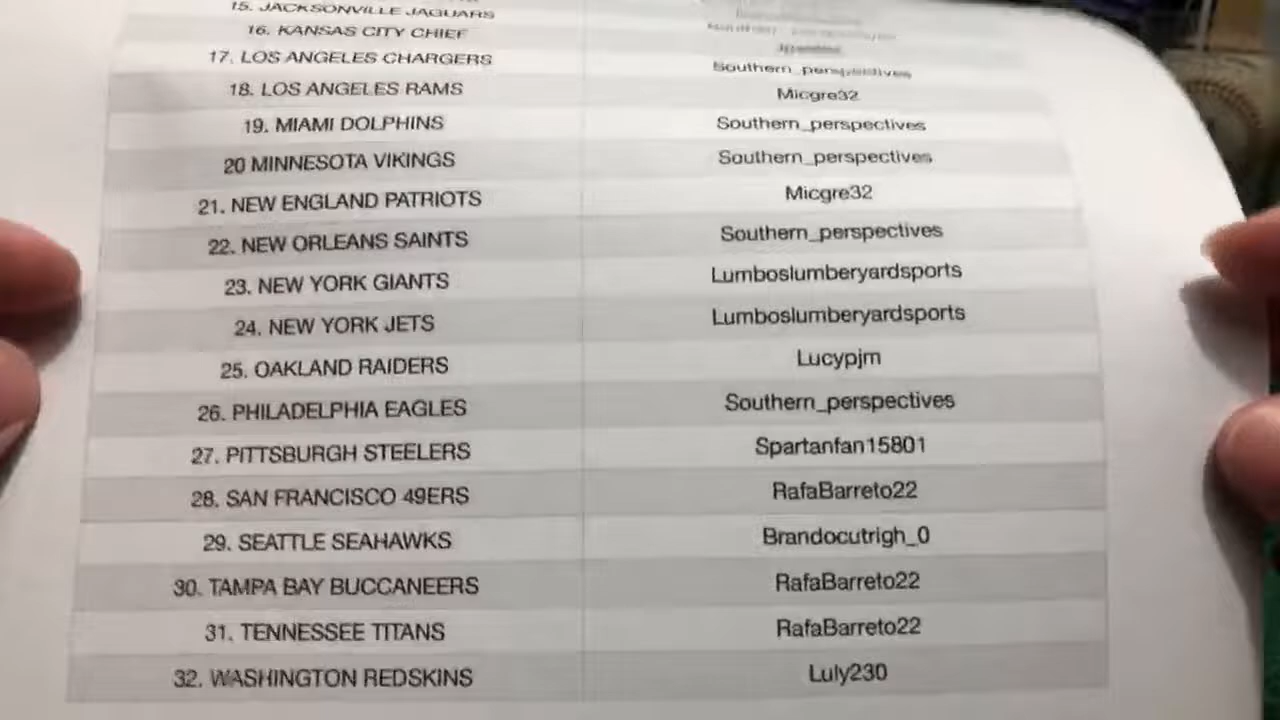 15. JACKSONVILLE JAGUARS
16. KANSAS CITY CHIEF
17. LOS ANGELES CHARGERS Southern_perspectives
18. LOS ANGELES RAMS Micgre32
19. MIAMI DOLPHINS Southern_perspectives
20 MINNESOTA VIKINGS Southern_perspectives
21. NEW ENGLAND PATRIOTS Micgre32
22. NEW ORLEANS SAINTS Southern_perspectives
23. NEW YORK GIANTS Lumboslumberyardsports
24. NEW YORK JETS Lumboslumberyardsports
25. OAKLAND RAIDERS Lucypjm
26. PHILADELPHIA EAGLES Southern_perspectives
27. PITTSBURGH STEELERS Spartanfan15801
28. SAN FRANCISCO 49ERS RafaBarreto22
29. SEATTLE SEAHAWKS Brandocutrigh_0
30. TAMPA BAY BUCCANEERS RafaBarreto22
31. TENNESSEE TITANS RafaBarreto22
32. WASHINGTON REDSKINS Luly230